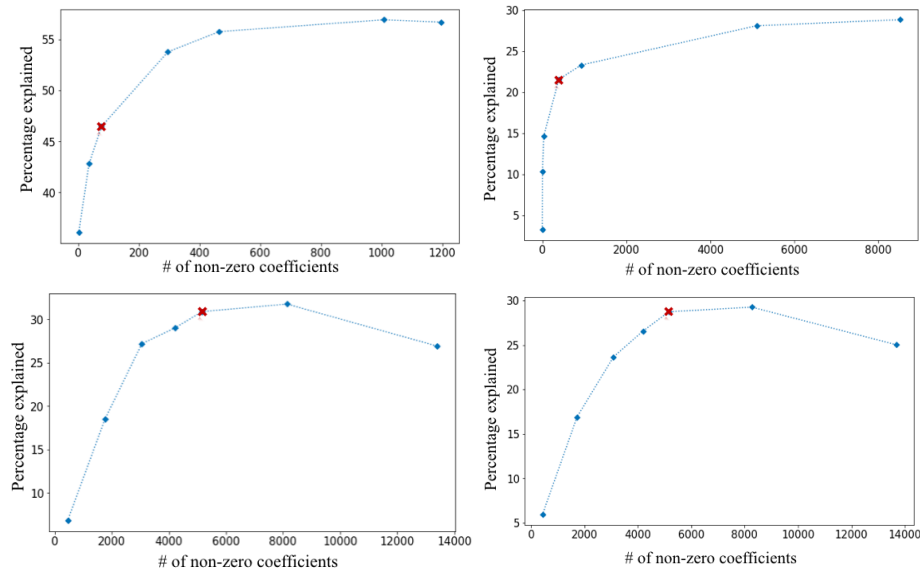 55
50
45
40
Percentage explained
0 200 400 600 800 1000 1200
# of non-zero coefficients
30
25
20
15
10
5
Percentage explained
0 2000 4000 6000 8000
# of non-zero coefficients
30
25
20
15
10
Percentage explained
0 2000 4000 6000 8000 10000 12000 14000
# of non-zero coefficients
30
25
20
15
10
5
Percentage explained
0 2000 4000 6000 8000 10000 12000 14000
# of non-zero coefficients